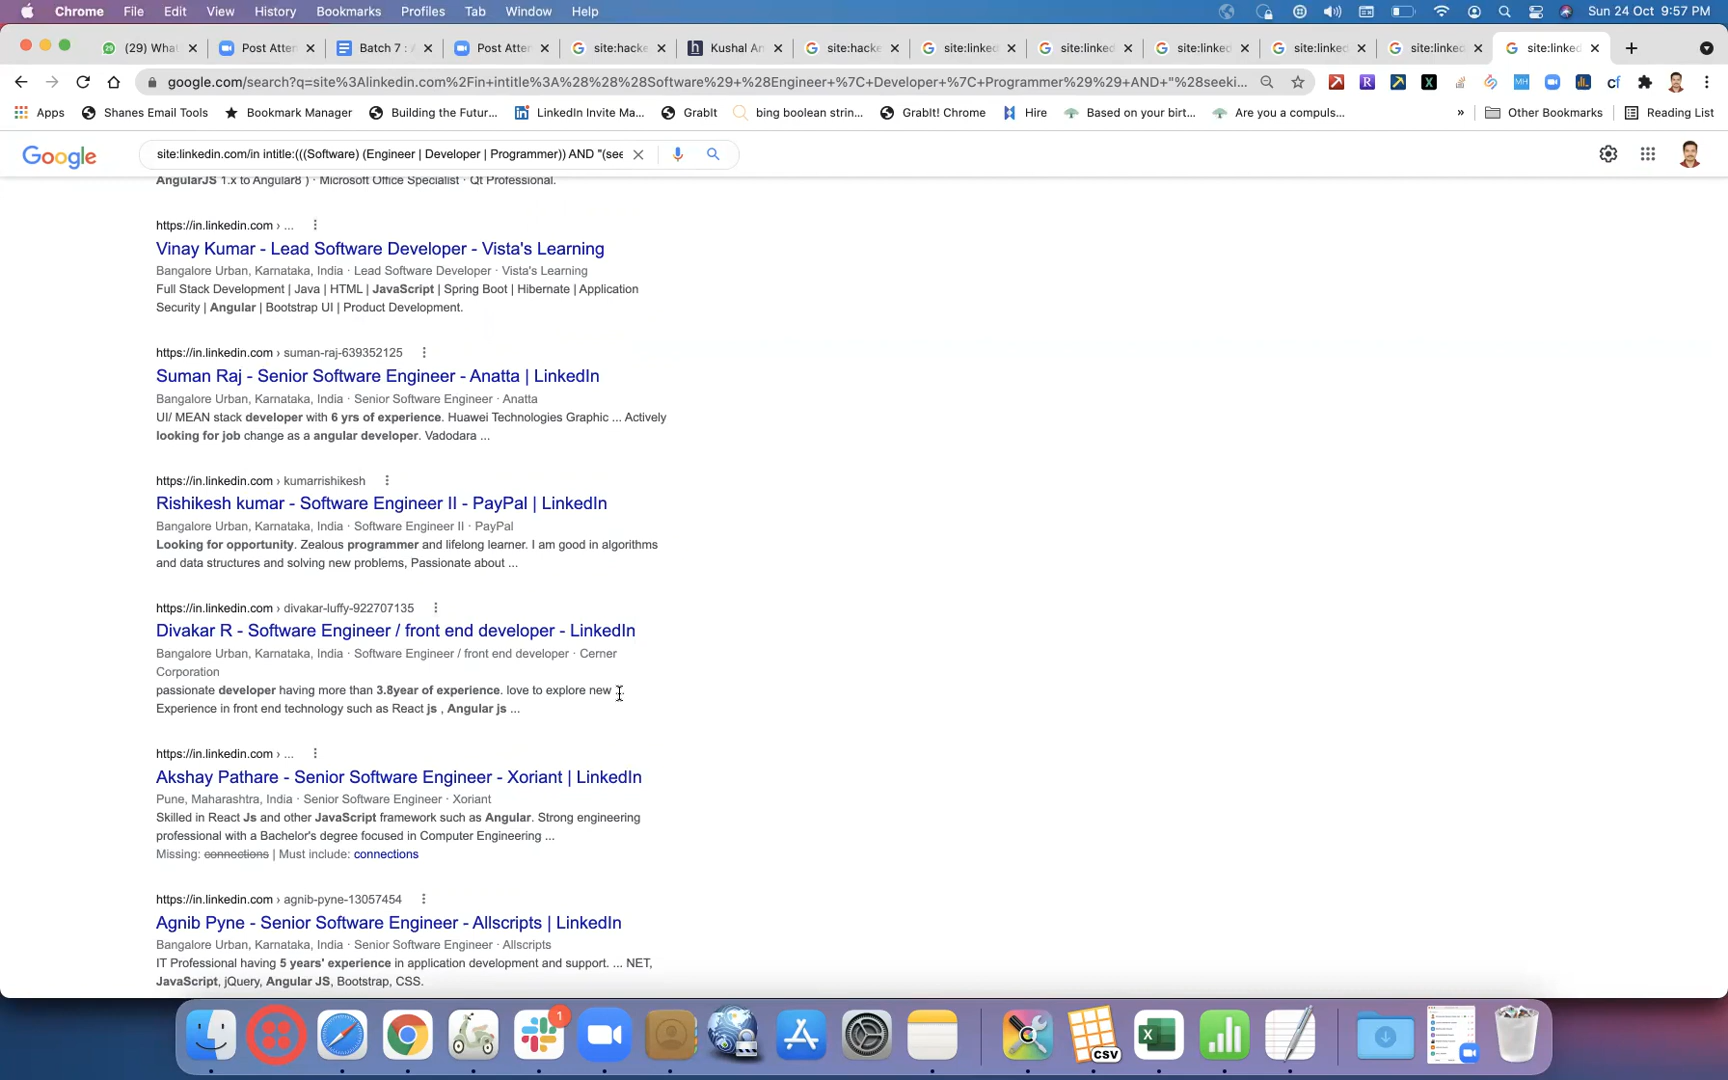 Chrome File Edit View History Bookmarks Profiles Tab Window Help Sun 24 Oct 9:57 PM
(29) What Post Atten Batch 7 : A Post Atten site:hacke Kushal An site:hacke site:linked site:linked site:linked site:linked site:linked site:linked
google.com/search?q=site%3Alinkedin.com%2Fin+intitle%3A%28%28%28Software%29+%28Engineer+%7C+Developer+%7C+Programmer%29%29+AND+"%28seeki...
Apps Shanes Email Tools Bookmark Manager Building the Futur... LinkedIn Invite Ma... GrabIt bing boolean strin... GrabIt! Chrome Hire Based on your birt... Are you a compuls... » Other Bookmarks Reading List
Google site:linkedin.com/in intitle:(((Software) (Engineer | Developer | Programmer)) AND "(see
AngularJS 1.x to Angular8 ) · Microsoft Office Specialist · Qt Professional.
https://in.linkedin.com › ...
Vinay Kumar - Lead Software Developer - Vista's Learning
Bangalore Urban, Karnataka, India · Lead Software Developer · Vista's Learning
Full Stack Development | Java | HTML | JavaScript | Spring Boot | Hibernate | Application
Security | Angular | Bootstrap UI | Product Development.
https://in.linkedin.com › suman-raj-639352125
Suman Raj - Senior Software Engineer - Anatta | LinkedIn
Bangalore Urban, Karnataka, India · Senior Software Engineer · Anatta
UI/ MEAN stack developer with 6 yrs of experience. Huawei Technologies Graphic ... Actively
looking for job change as a angular developer. Vadodara ...
https://in.linkedin.com › kumarrishikesh
Rishikesh kumar - Software Engineer II - PayPal | LinkedIn
Bangalore Urban, Karnataka, India · Software Engineer II · PayPal
Looking for opportunity. Zealous programmer and lifelong learner. I am good in algorithms
and data structures and solving new problems, Passionate about ...
https://in.linkedin.com › divakar-luffy-922707135
Divakar R - Software Engineer / front end developer - LinkedIn
Bangalore Urban, Karnataka, India · Software Engineer / front end developer · Cerner
Corporation
passionate developer having more than 3.8year of experience. love to explore new ...
Experience in front end technology such as React js , Angular js ...
https://in.linkedin.com › ...
Akshay Pathare - Senior Software Engineer - Xoriant | LinkedIn
Pune, Maharashtra, India · Senior Software Engineer · Xoriant
Skilled in React Js and other JavaScript framework such as Angular. Strong engineering
professional with a Bachelor's degree focused in Computer Engineering ...
Missing: connections | Must include: connections
https://in.linkedin.com › agnib-pyne-13057454
Agnib Pyne - Senior Software Engineer - Allscripts | LinkedIn
Bangalore Urban, Karnataka, India · Senior Software Engineer · Allscripts
IT Professional having 5 years' experience in application development and support. ... NET,
JavaScript, jQuery, Angular JS, Bootstrap, CSS.
1
CSV